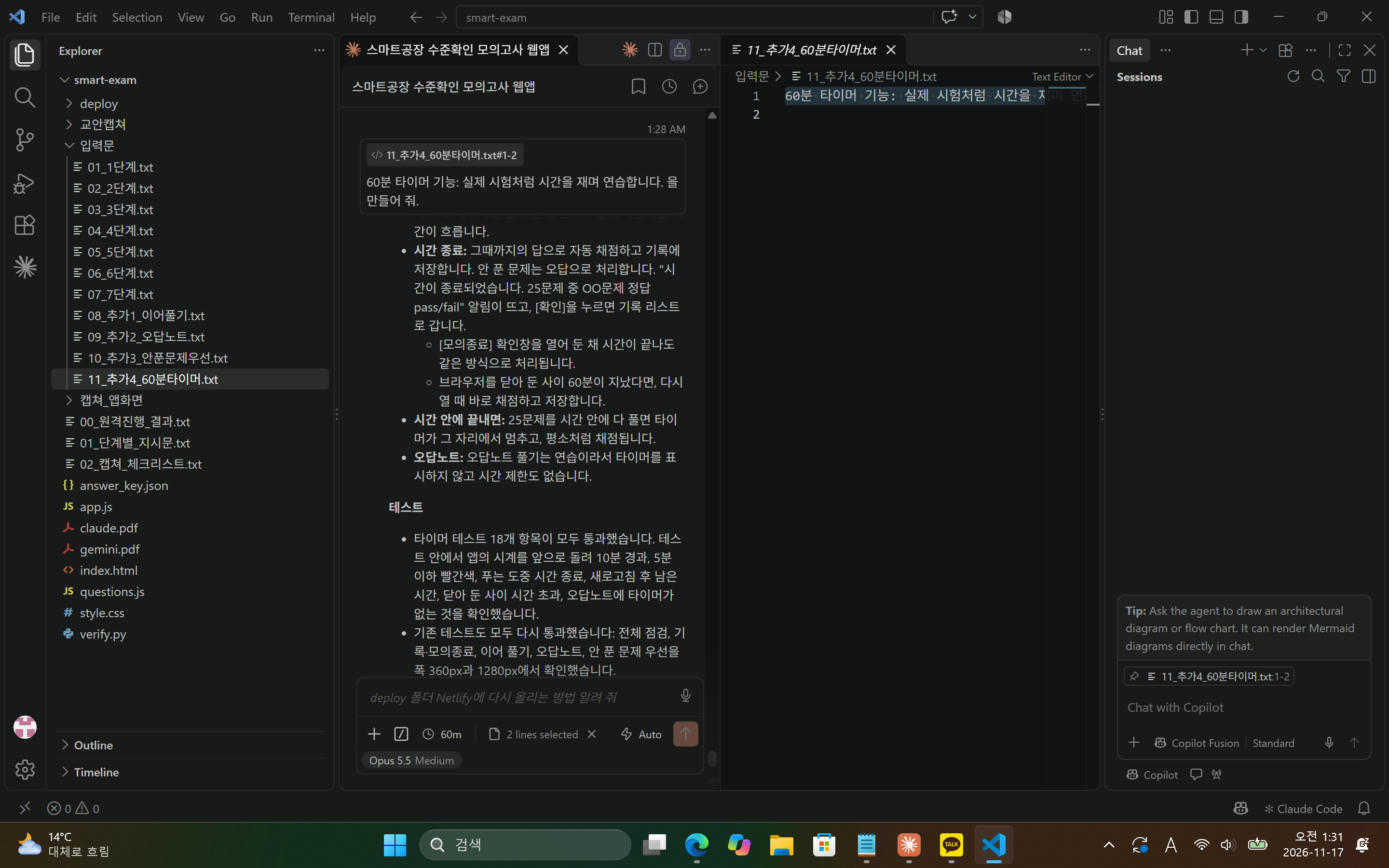 File Edit Selection View Go Run Terminal Help
smart-exam
Explorer
smart-exam
deploy
교안캡쳐
입력문
01_1단계.txt
02_2단계.txt
03_3단계.txt
04_4단계.txt
05_5단계.txt
06_6단계.txt
07_7단계.txt
08_추가1_이어풀기.txt
09_추가2_오답노트.txt
10_추가3_안푼문제우선.txt
11_추가4_60분타이머.txt
캡쳐_앱화면
00_원격진행_결과.txt
01_단계별_지시문.txt
02_캡쳐_체크리스트.txt
{} answer_key.json
JS app.js
claude.pdf
gemini.pdf
<> index.html
JS questions.js
# style.css
verify.py
Outline
Timeline
스마트공장 수준확인 모의고사 웹앱
스마트공장 수준확인 모의고사 웹앱
1:28 AM
11_추가4_60분타이머.txt#1-2
60분 타이머 기능: 실제 시험처럼 시간을 재며 연습합니다. 을
만들어 줘.
간이 흐릅니다.
• 시간 종료: 그때까지의 답으로 자동 채점하고 기록에
저장합니다. 안 푼 문제는 오답으로 처리합니다. "시
간이 종료되었습니다. 25문제 중 OO문제 정답
pass/fail" 알림이 뜨고, [확인]을 누르면 기록 리스트
로 갑니다.
◦ [모의종료] 확인창을 열어 둔 채 시간이 끝나도
같은 방식으로 처리됩니다.
◦ 브라우저를 닫아 둔 사이 60분이 지났다면, 다시
열 때 바로 채점하고 저장합니다.
• 시간 안에 끝내면: 25문제를 시간 안에 다 풀면 타이
머가 그 자리에서 멈추고, 평소처럼 채점됩니다.
• 오답노트: 오답노트 풀기는 연습이라서 타이머를 표
시하지 않고 시간 제한도 없습니다.
테스트
• 타이머 테스트 18개 항목이 모두 통과했습니다. 테스
트 안에서 앱의 시계를 앞으로 돌려 10분 경과, 5분
이하 빨간색, 푸는 도중 시간 종료, 새로고침 후 남은
시간, 닫아 둔 사이 시간 초과, 오답노트에 타이머가
없는 것을 확인했습니다.
• 기존 테스트도 모두 다시 통과했습니다: 전체 점검, 기
록·모의종료, 이어 풀기, 오답노트, 안 푼 문제 우선을
폭 360px과 1280px에서 확인했습니다.
deploy 폴더 Netlify에 다시 올리는 방법 알려 줘
60m
2 lines selected
Auto
Opus 5.5 Medium
11_추가4_60분타이머.txt
입력문 > 11_추가4_60분타이머.txt
Text Editor
1 60분 타이머 기능: 실제 시험처럼 시간을 재며 연
2
Chat
Sessions
Tip: Ask the agent to draw an architectural
diagram or flow chart. It can render Mermaid
diagrams directly in chat.
11_추가4_60분타이머.txt:1-2
Chat with Copilot
Copilot Fusion Standard
Copilot
0 0
Claude Code
14°C
대체로 흐림
검색
TALK
A
오전 1:31
2026-11-17